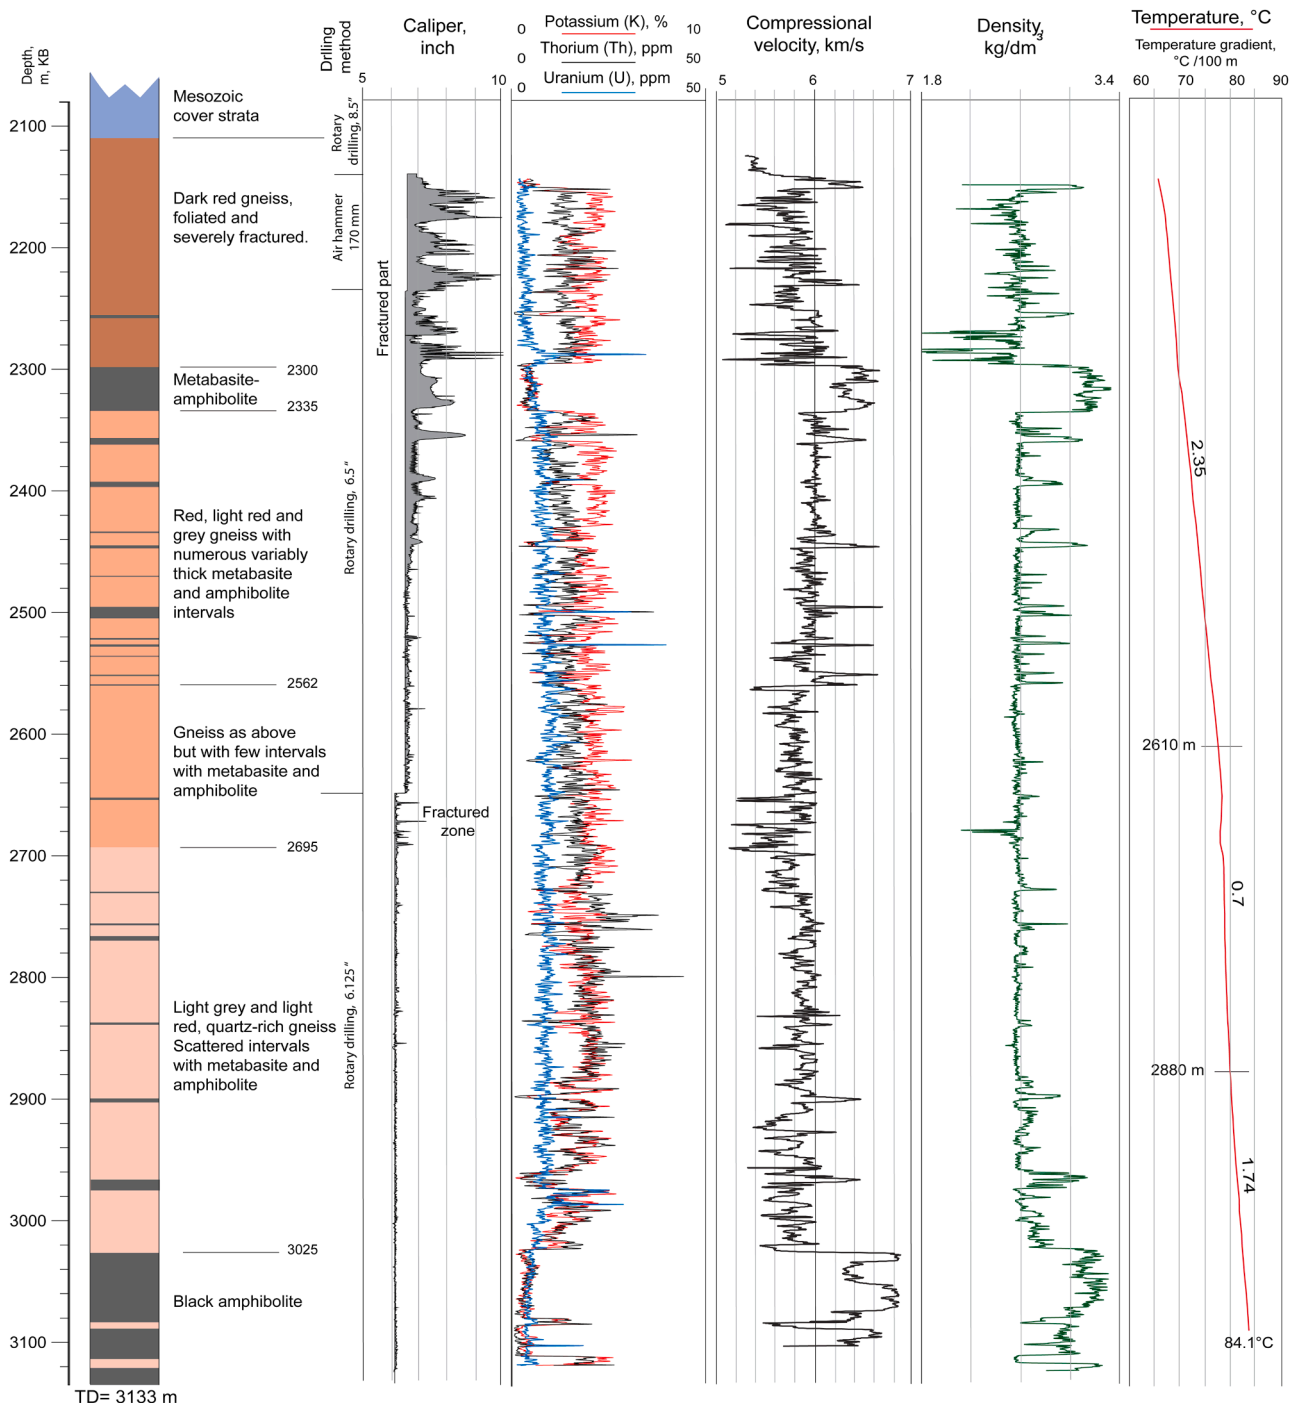 Depth,
m, KB
Drilling
method
Caliper,
inch
5
10
0
Potassium (K), %
10
0
Thorium (Th), ppm
50
0
Uranium (U), ppm
50
Compressional
velocity, km/s
5
6
7
Density,
kg/dm3
1.8
3.4
Temperature, °C
Temperature gradient,
°C /100 m
60
70
80
90
2100
2200
2300
2400
2500
2600
2700
2800
2900
3000
3100
Mesozoic
cover strata
Dark red gneiss,
foliated and
severely fractured.
2300
Metabasite-
amphibolite
2335
Red, light red and
grey gneiss with
numerous variably
thick metabasite
and amphibolite
intervals
2562
Gneiss as above
but with few intervals
with metabasite and
amphibolite
2695
Light grey and light
red, quartz-rich gneiss
Scattered intervals
with metabasite and
amphibolite
3025
Black amphibolite
TD= 3133 m
Rotary
drilling, 8.5"
Air hammer
170 mm
Rotary drilling, 6.5"
Rotary drilling, 6.125"
Fractured part
Fractured
zone
2.35
2610 m
0.7
2880 m
1.74
84.1°C